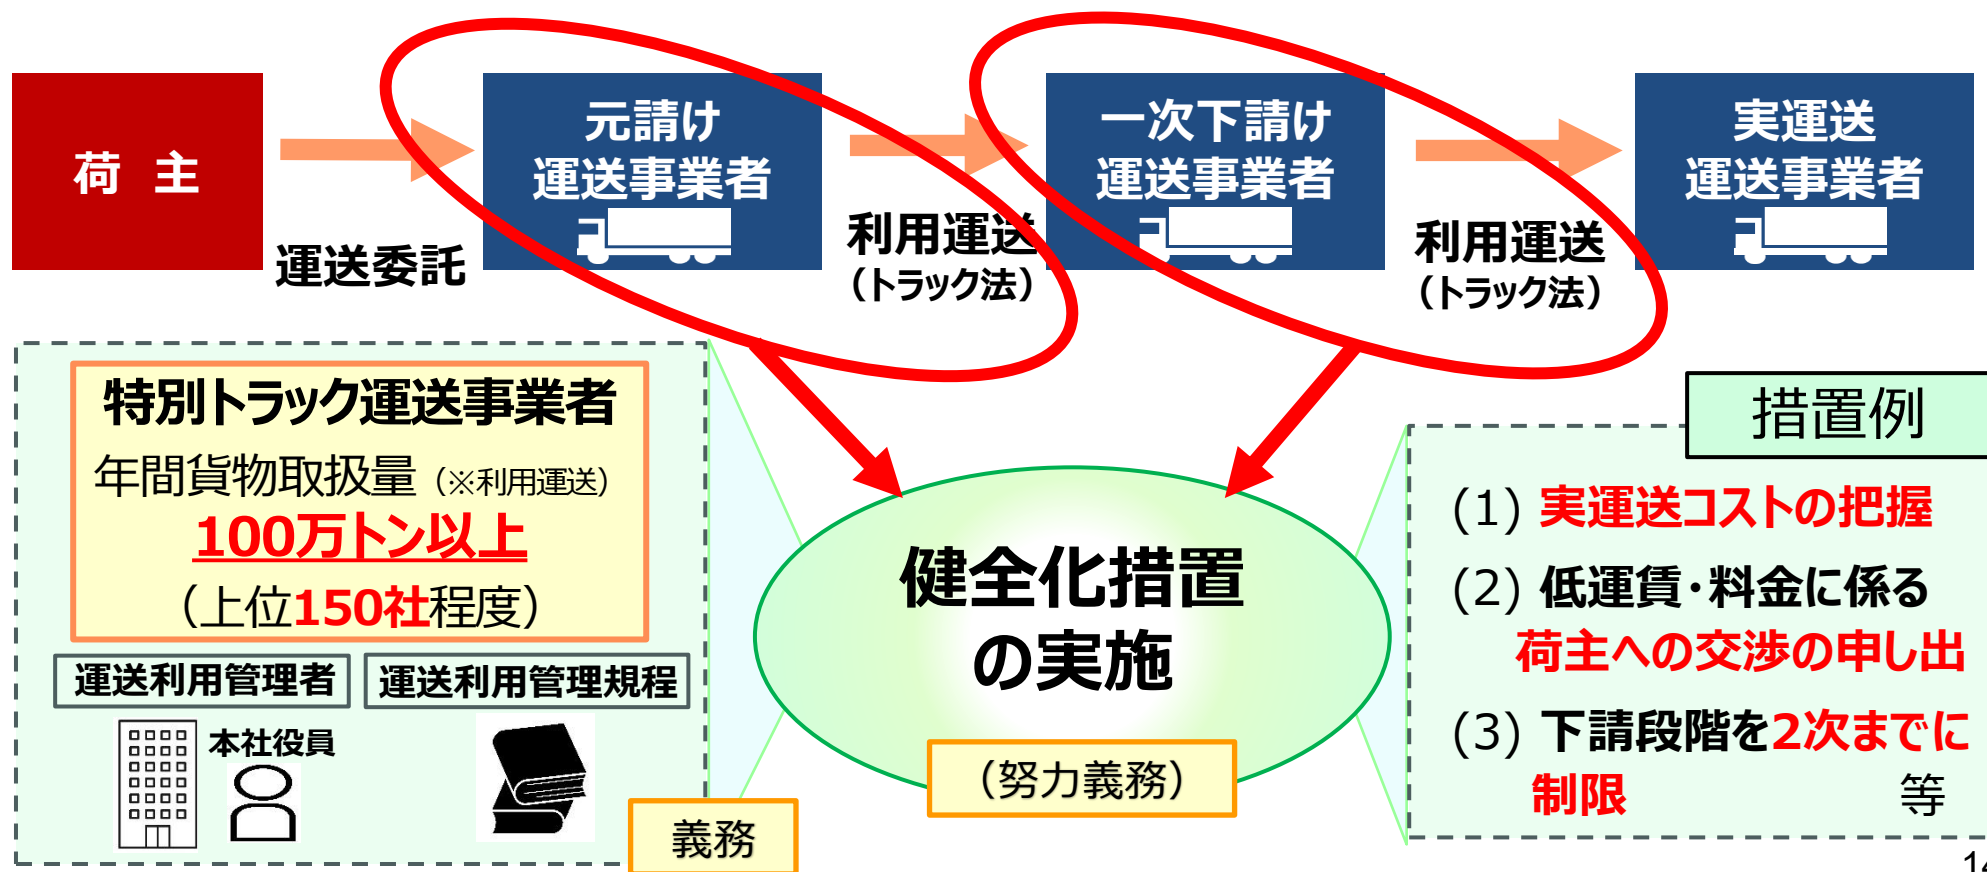 荷 主
運送委託
元請け
運送事業者
利用運送
（トラック法）
一次下請け
運送事業者
利用運送
（トラック法）
実運送
運送事業者
特別トラック運送事業者
年間貨物取扱量（※利用運送）
100万トン以上
（上位150社程度）
運送利用管理者
運送利用管理規程
本社役員
義務
健全化措置
の実施
（努力義務）
措置例
(1) 実運送コストの把握
(2) 低運賃・料金に係る
荷主への交渉の申し出
(3) 下請段階を2次までに
制限 等
14